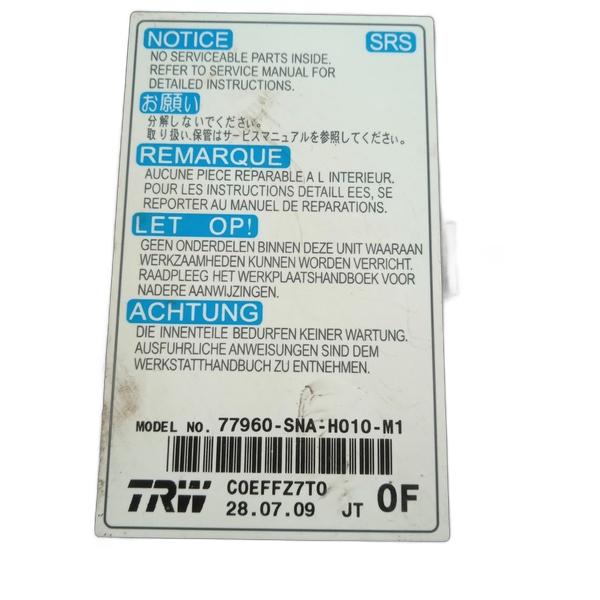 NOTICE SRS
NO SERVICEABLE PARTS INSIDE.
REFER TO SERVICE MANUAL FOR
DETAILED INSTRUCTIONS.
お願い
分解しないでください。
取り扱い、保管はサービスマニュアルを参照してください。
REMARQUE
AUCUNE PIECE REPARABLE A L INTERIEUR.
POUR LES INSTRUCTIONS DETAILL EES, SE
REPORTER AU MANUEL DE REPARATIONS.
LET OP!
GEEN ONDERDELEN BINNEN DEZE UNIT WAARAAN
WERKZAAMHEDEN KUNNEN WORDEN VERRICHT.
RAADPLEEG HET WERKPLAATSHANDBOEK VOOR
NADERE AANWIJZINGEN.
ACHTUNG
DIE INNENTEILE BEDURFEN KEINER WARTUNG.
AUSFUHRLICHE ANWEISUNGEN SIND DEM
WERKSTATTHANDBUCH ZU ENTNEHMEN.
MODEL NO. 77960-SNA-H010-M1
TRW C0EFFZ7T0
28.07.09 JT 0F